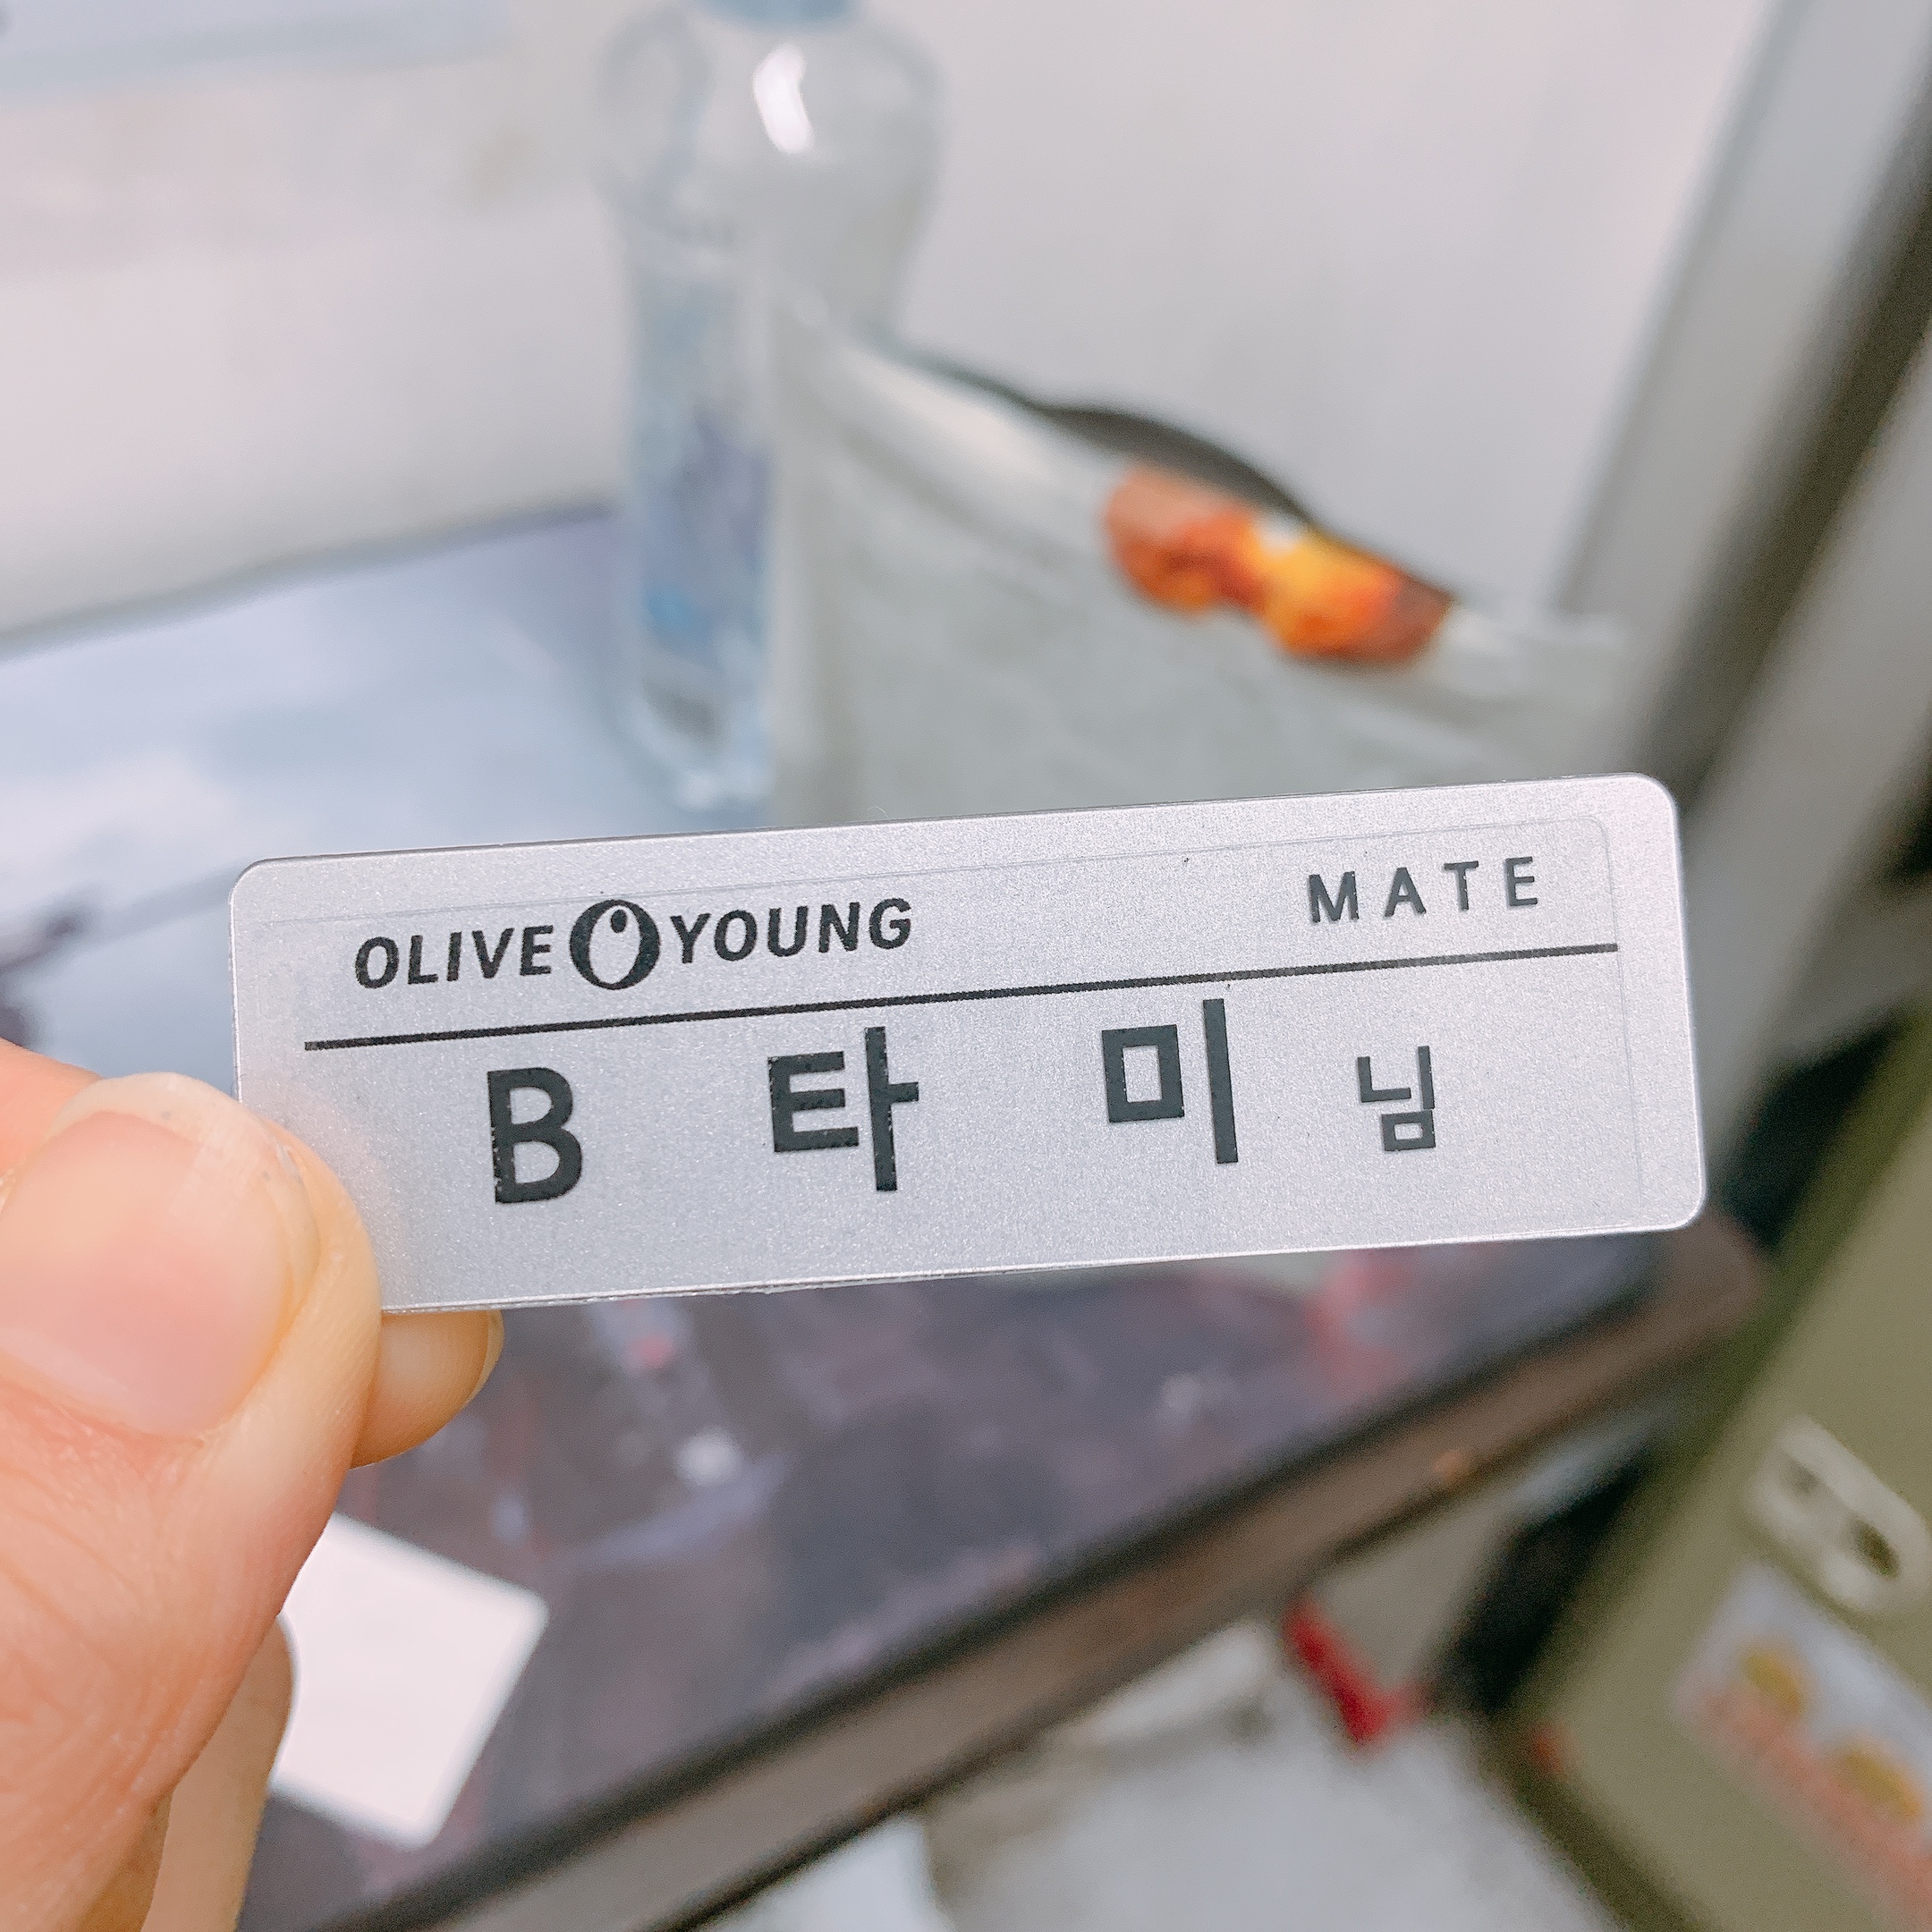 OLIVE YOUNG MATE
B 타 미 님